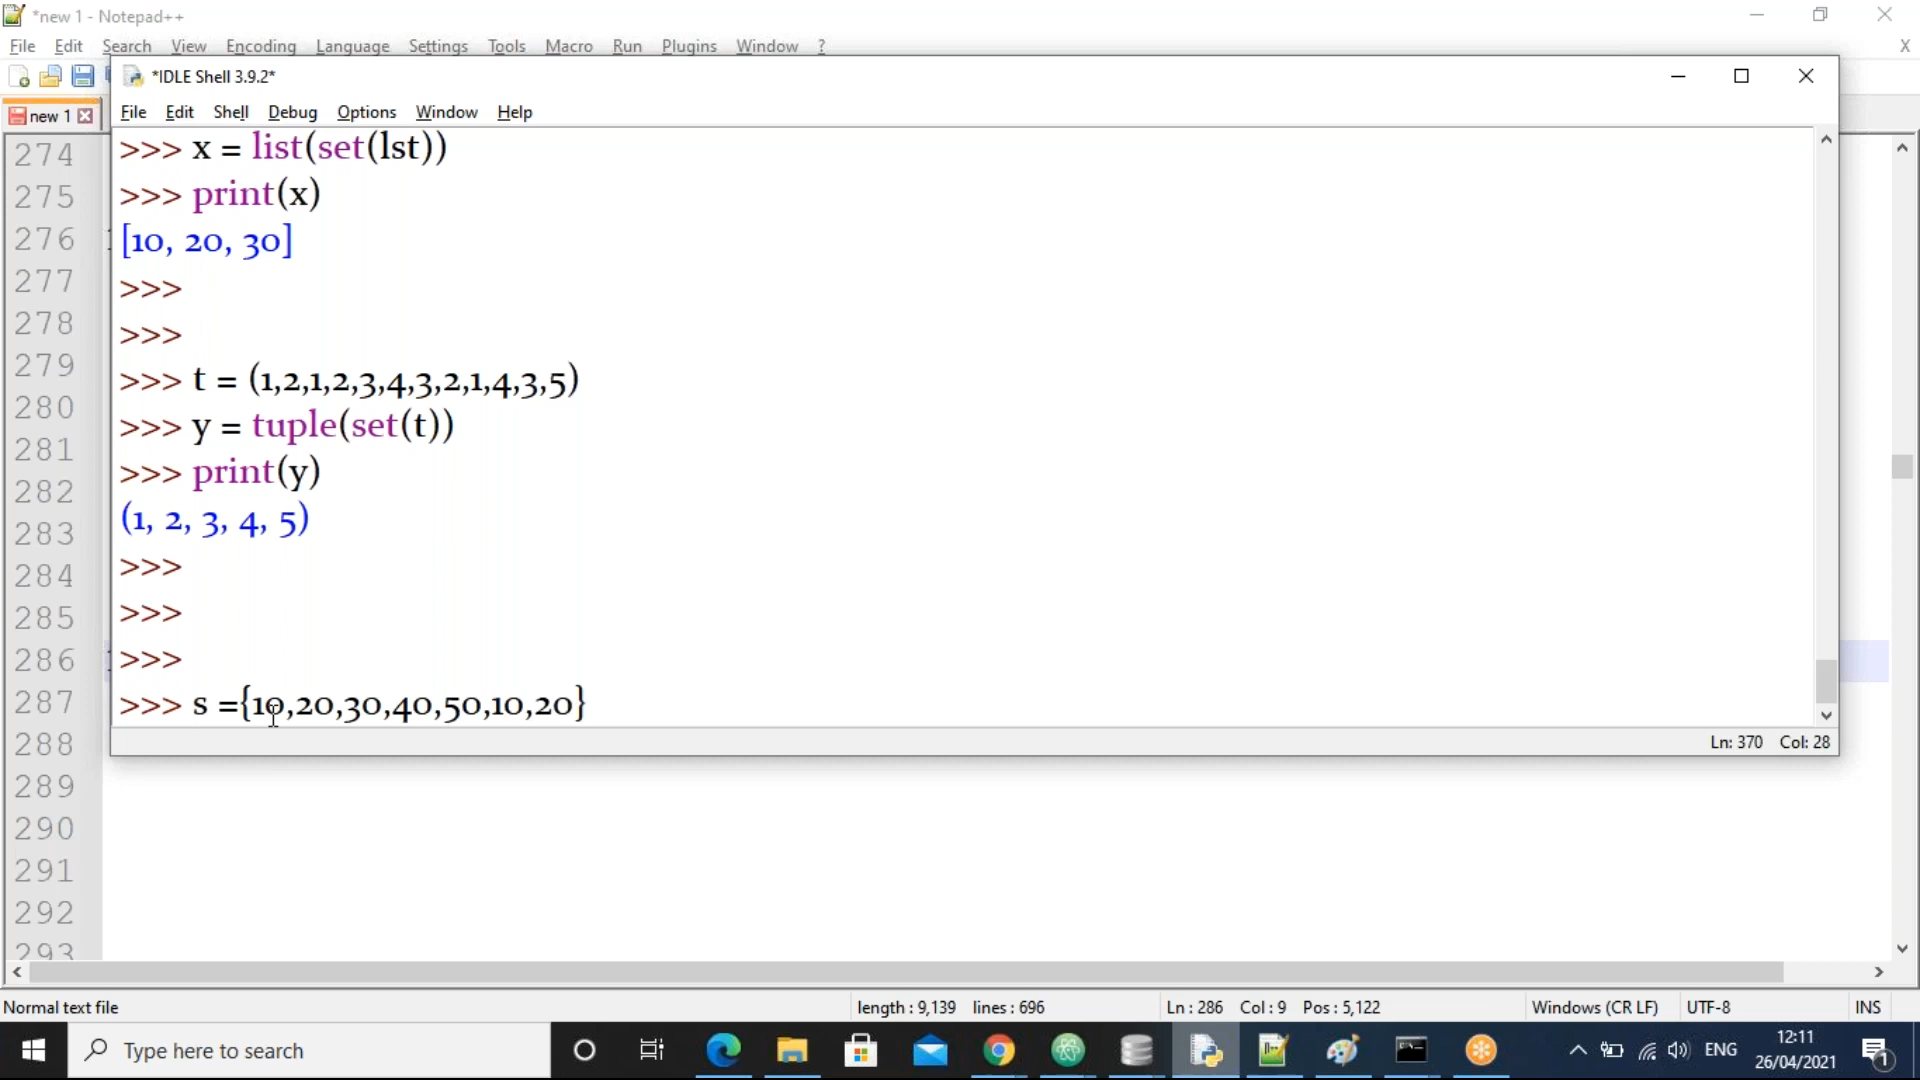 *new 1 - Notepad++
File Edit Search View Encoding Language Settings Tools Macro Run Plugins Window ?
X
new 1
*IDLE Shell 3.9.2*
File Edit Shell Debug Options Window Help
274
275
276
277
278
279
280
281
282
283
284
285
286
287
288
289
290
291
292
293
>>> x = list(set(lst))
>>> print(x)
[10, 20, 30]
>>>
>>>
>>> t = (1,2,1,2,3,4,3,2,1,4,3,5)
>>> y = tuple(set(t))
>>> print(y)
(1, 2, 3, 4, 5)
>>>
>>>
>>>
>>> s ={10,20,30,40,50,10,20}
Ln: 370 Col: 28
Normal text file length : 9,139 lines : 696 Ln : 286 Col : 9 Pos : 5,122 Windows (CR LF) UTF-8 INS
Type here to search
ENG
12:11
26/04/2021
1